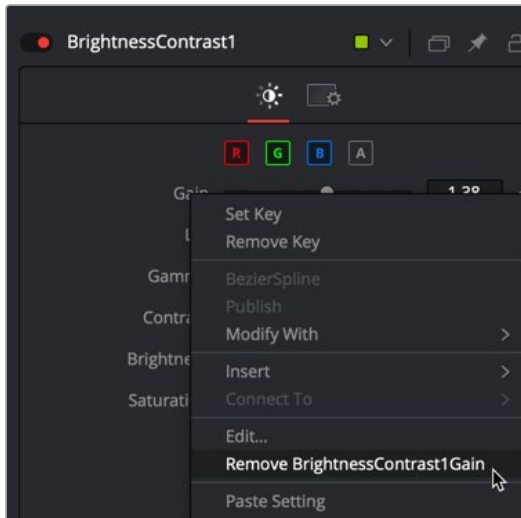 BrightnessContrast1
R G B A
Gain 1.38
Set Key
Remove Key
BezierSpline
Gamm
Publish
Modify With
Contra
Brightne
Insert
Connect To
Saturati
Edit...
Remove BrightnessContrast1Gain
Paste Setting